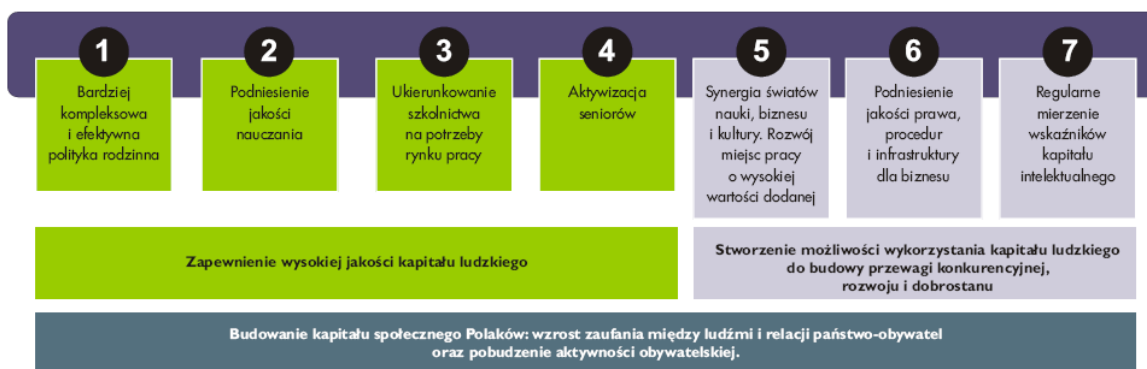 1
Bardziej
kompleksowa
i efektywna
polityka rodzinna
2
Podniesienie
jakości
nauczania
3
Ukierunkowanie
szkolnictwa
na potrzeby
rynku pracy
4
Aktywizacja
seniorów
5
Synergia światów
nauki, biznesu
i kultury. Rozwój
miejsc pracy
o wysokiej
wartości dodanej
6
Podniesienie
jakości prawa,
procedur
i infrastruktury
dla biznesu
7
Regularne
mierzenie
wskaźników
kapitału
intelektualnego
Zapewnienie wysokiej jakości kapitału ludzkiego
Stworzenie możliwości wykorzystania kapitału ludzkiego
do budowy przewagi konkurencyjnej,
rozwoju i dobrostanu
Budowanie kapitału społecznego Polaków: wzrost zaufania między ludźmi i relacji państwo-obywatel
oraz pobudzenie aktywności obywatelskiej.